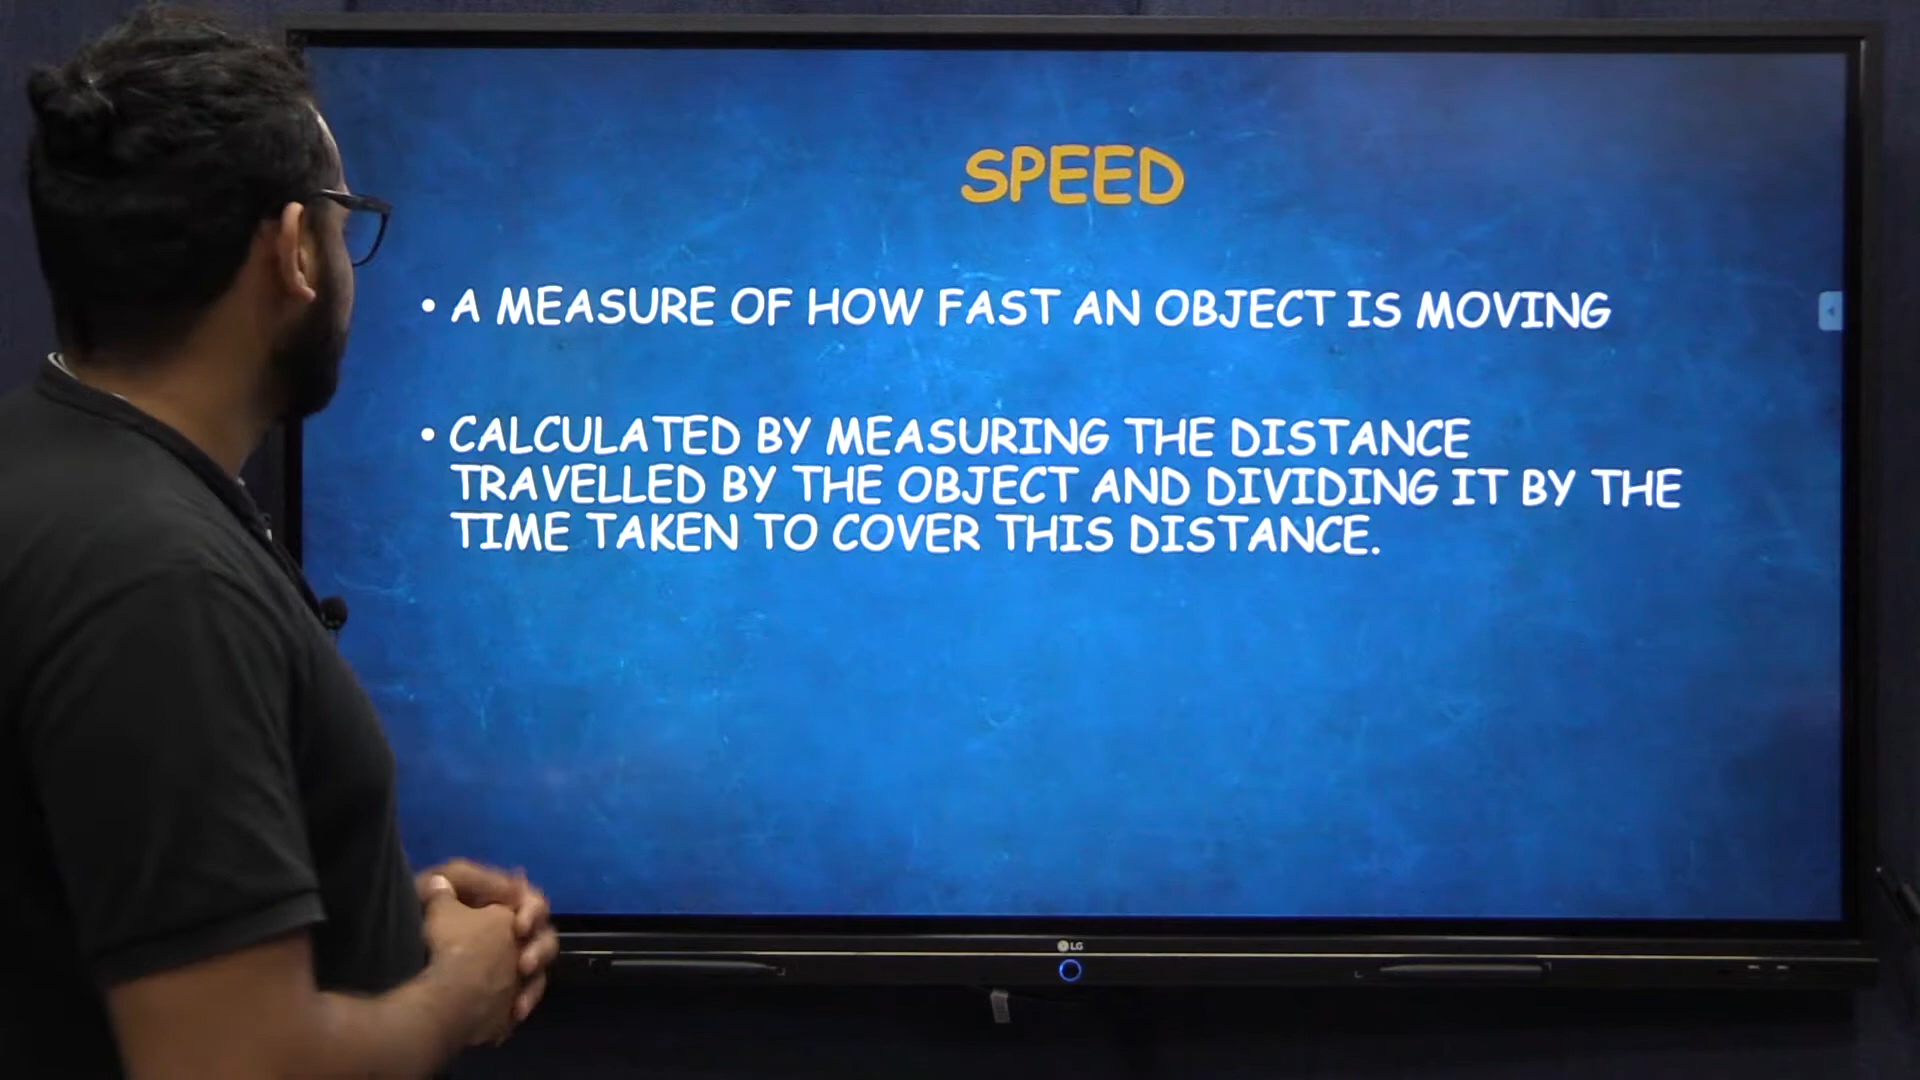 SPEED
• A MEASURE OF HOW FAST AN OBJECT IS MOVING
• CALCULATED BY MEASURING THE DISTANCE
TRAVELLED BY THE OBJECT AND DIVIDING IT BY THE
TIME TAKEN TO COVER THIS DISTANCE.
LG